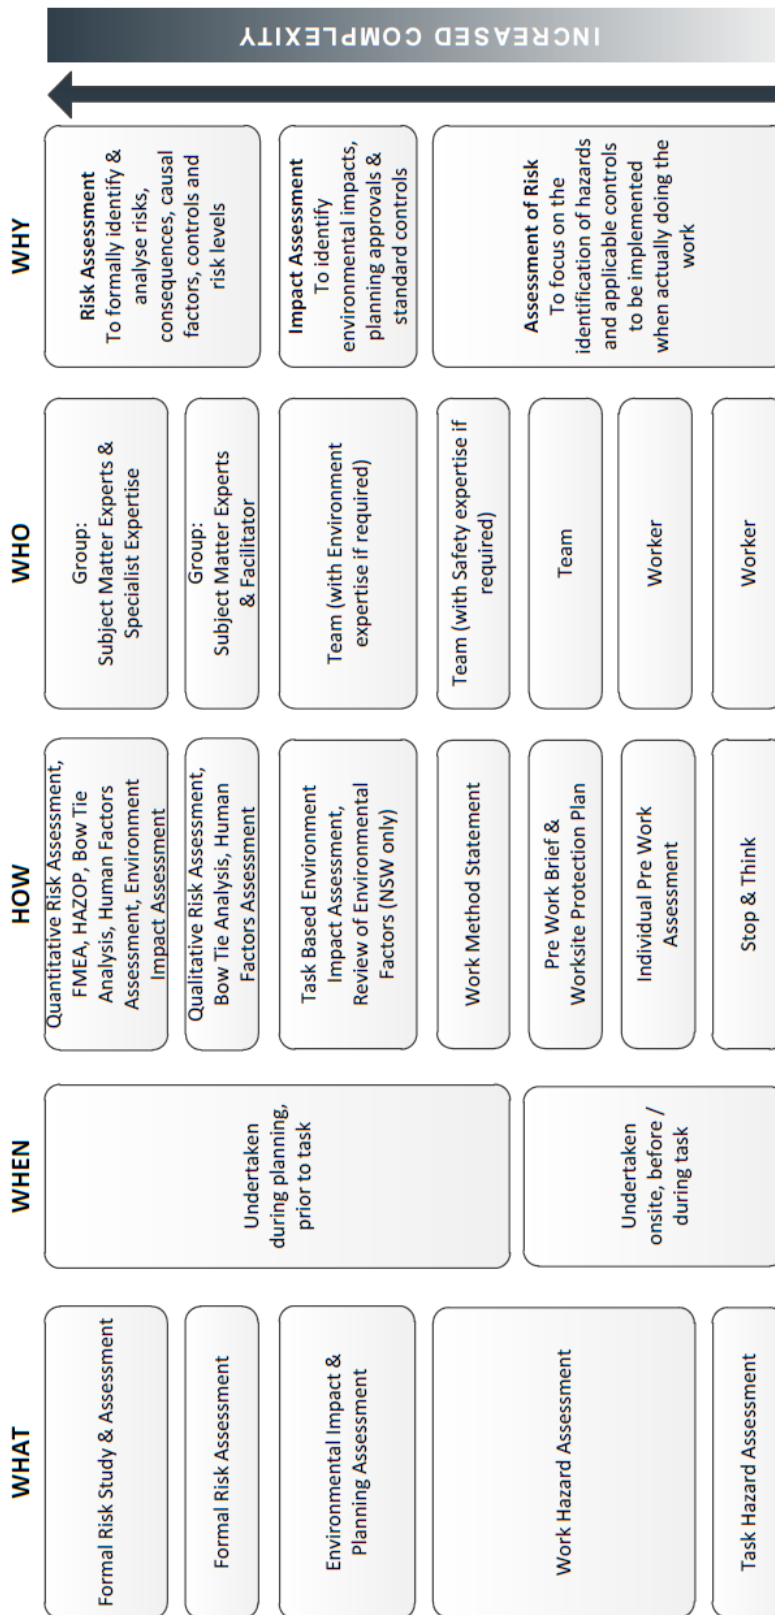 WHAT
WHEN
HOW
WHO
WHY
Formal Risk Study & Assessment
Formal Risk Assessment
Environmental Impact &
Planning Assessment
Work Hazard Assessment
Task Hazard Assessment
Undertaken
during planning,
prior to task
Undertaken
onsite, before /
during task
Quantitative Risk Assessment,
FMEA, HAZOP, Bow Tie
Analysis, Human Factors
Assessment, Environment
Impact Assessment
Qualitative Risk Assessment,
Bow Tie Analysis, Human
Factors Assessment
Task Based Environment
Impact Assessment,
Review of Environmental
Factors (NSW only)
Work Method Statement
Pre Work Brief &
Worksite Protection Plan
Individual Pre Work
Assessment
Stop & Think
Group:
Subject Matter Experts &
Specialist Expertise
Group:
Subject Matter Experts
& Facilitator
Team (with Environment
expertise if required)
Team (with Safety expertise if
required)
Team
Worker
Worker
Risk Assessment
To formally identify &
analyse risks,
consequences, causal
factors, controls and
risk levels
Impact Assessment
To identify
environmental impacts,
planning approvals &
standard controls
Assessment of Risk
To focus on the
identification of hazards
and applicable controls
to be implemented
when actually doing the
work
INCREASED COMPLEXITY